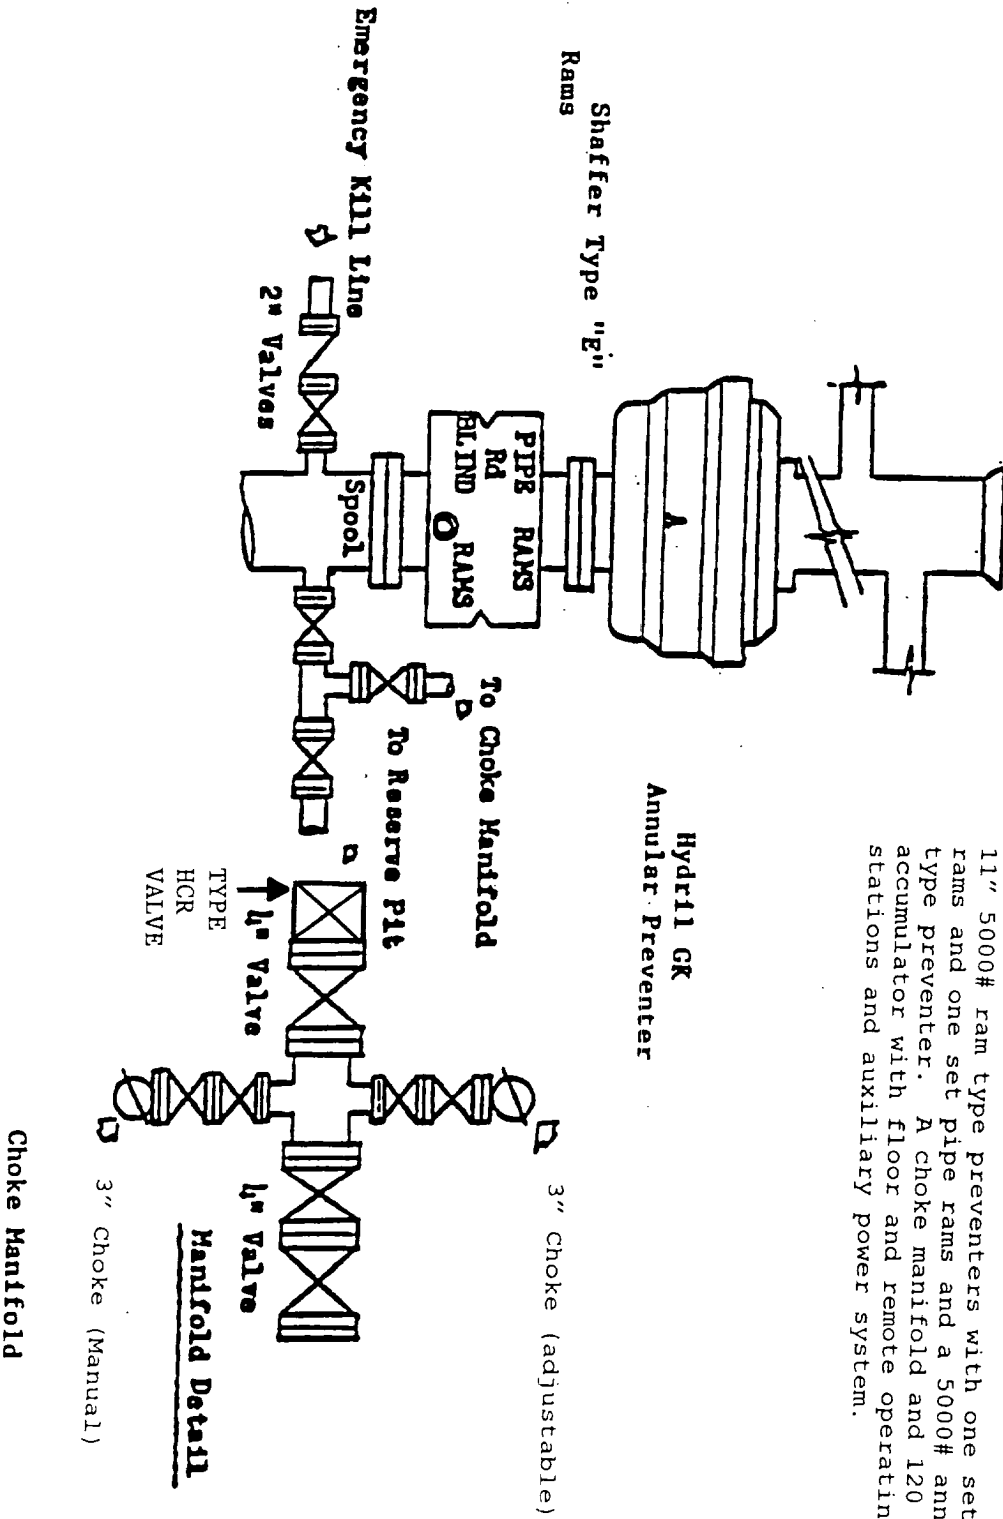 11" 5000# ram type preventers with one set
rams and one set pipe rams and a 5000# ann
type preventer. A choke manifold and 120
accumulator with floor and remote operatin
stations and auxiliary power system.
Shaffer Type "E"
Rams
Hydril GK
Annular Preventer
A
PIPE RAMS
Rd
BLIND RAMS
Spool
Emergency Kill Line
2" Valves
To Choke Manifold
To Reserve Pit
TYPE
HCR
VALVE
4" Valve
4" Valve
3" Choke (adjustable)
3" Choke (Manual)
Manifold Detail
Choke Manifold